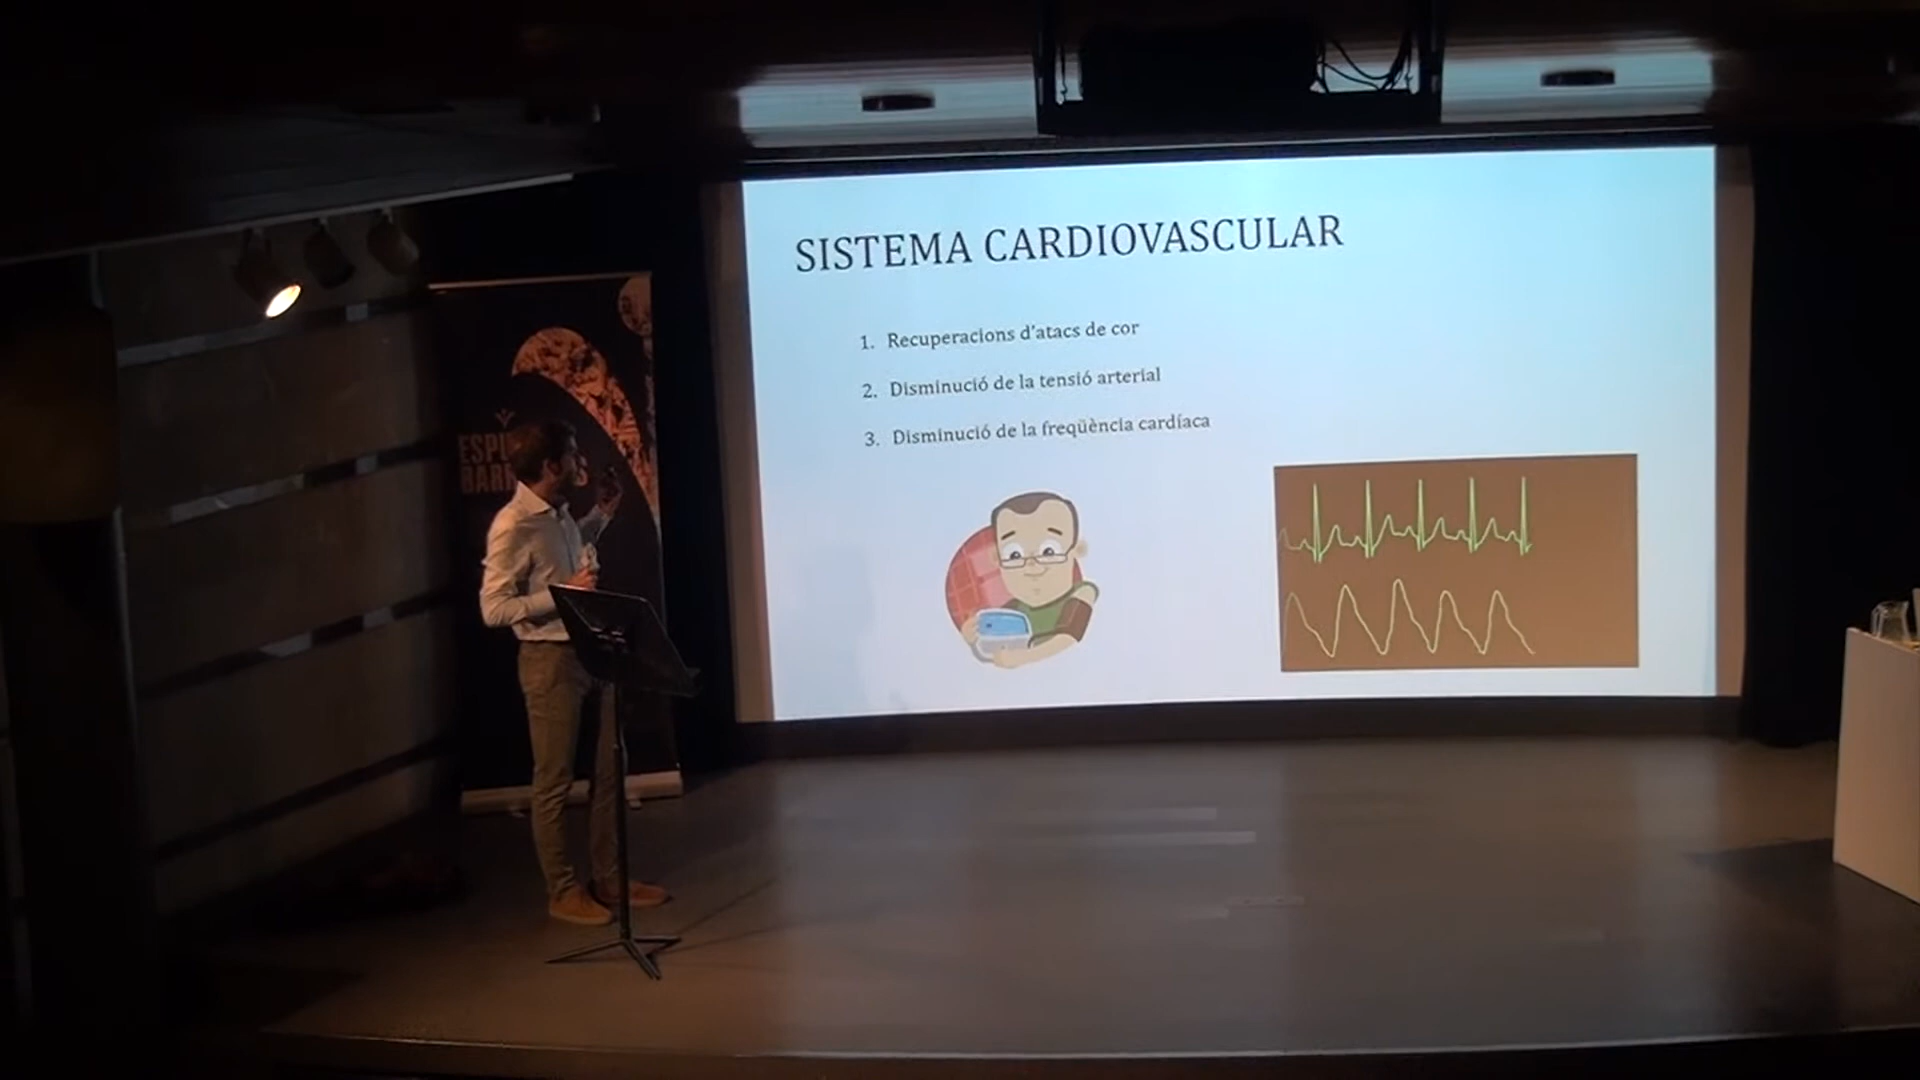 SISTEMA CARDIOVASCULAR
1. Recuperacions d'atacs de cor
2. Disminució de la tensió arterial
3. Disminució de la freqüència cardíaca